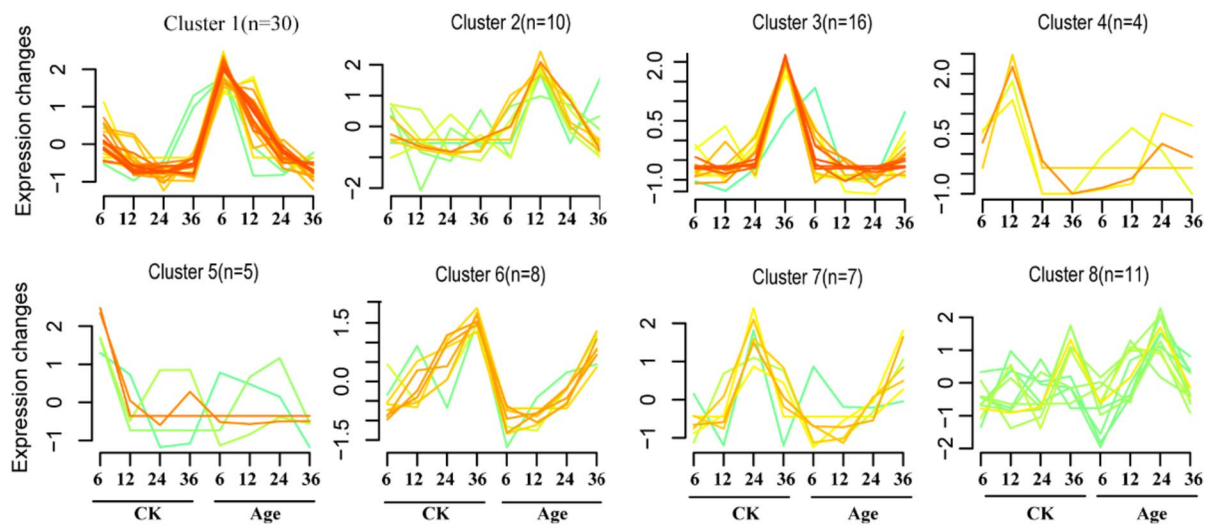 Cluster 1(n=30)
Expression changes
2
1
0
−1
6 12 24 36 6 12 24 36
Cluster 2(n=10)
2
1
0
−2
6 12 24 36 6 12 24 36
Cluster 3(n=16)
2.0
0.5
−1.0
6 12 24 36 6 12 24 36
Cluster 4(n=4)
2.0
0.5
−1.0
6 12 24 36 6 12 24 36
Cluster 5(n=5)
Expression changes
2
1
0
−1
6 12 24 36 6 12 24 36
CK Age
Cluster 6(n=8)
1.5
0.0
−1.5
6 12 24 36 6 12 24 36
CK Age
Cluster 7(n=7)
2
1
0
−1
6 12 24 36 6 12 24 36
CK Age
Cluster 8(n=11)
2
1
0
−1
−2
6 12 24 36 6 12 24 36
CK Age